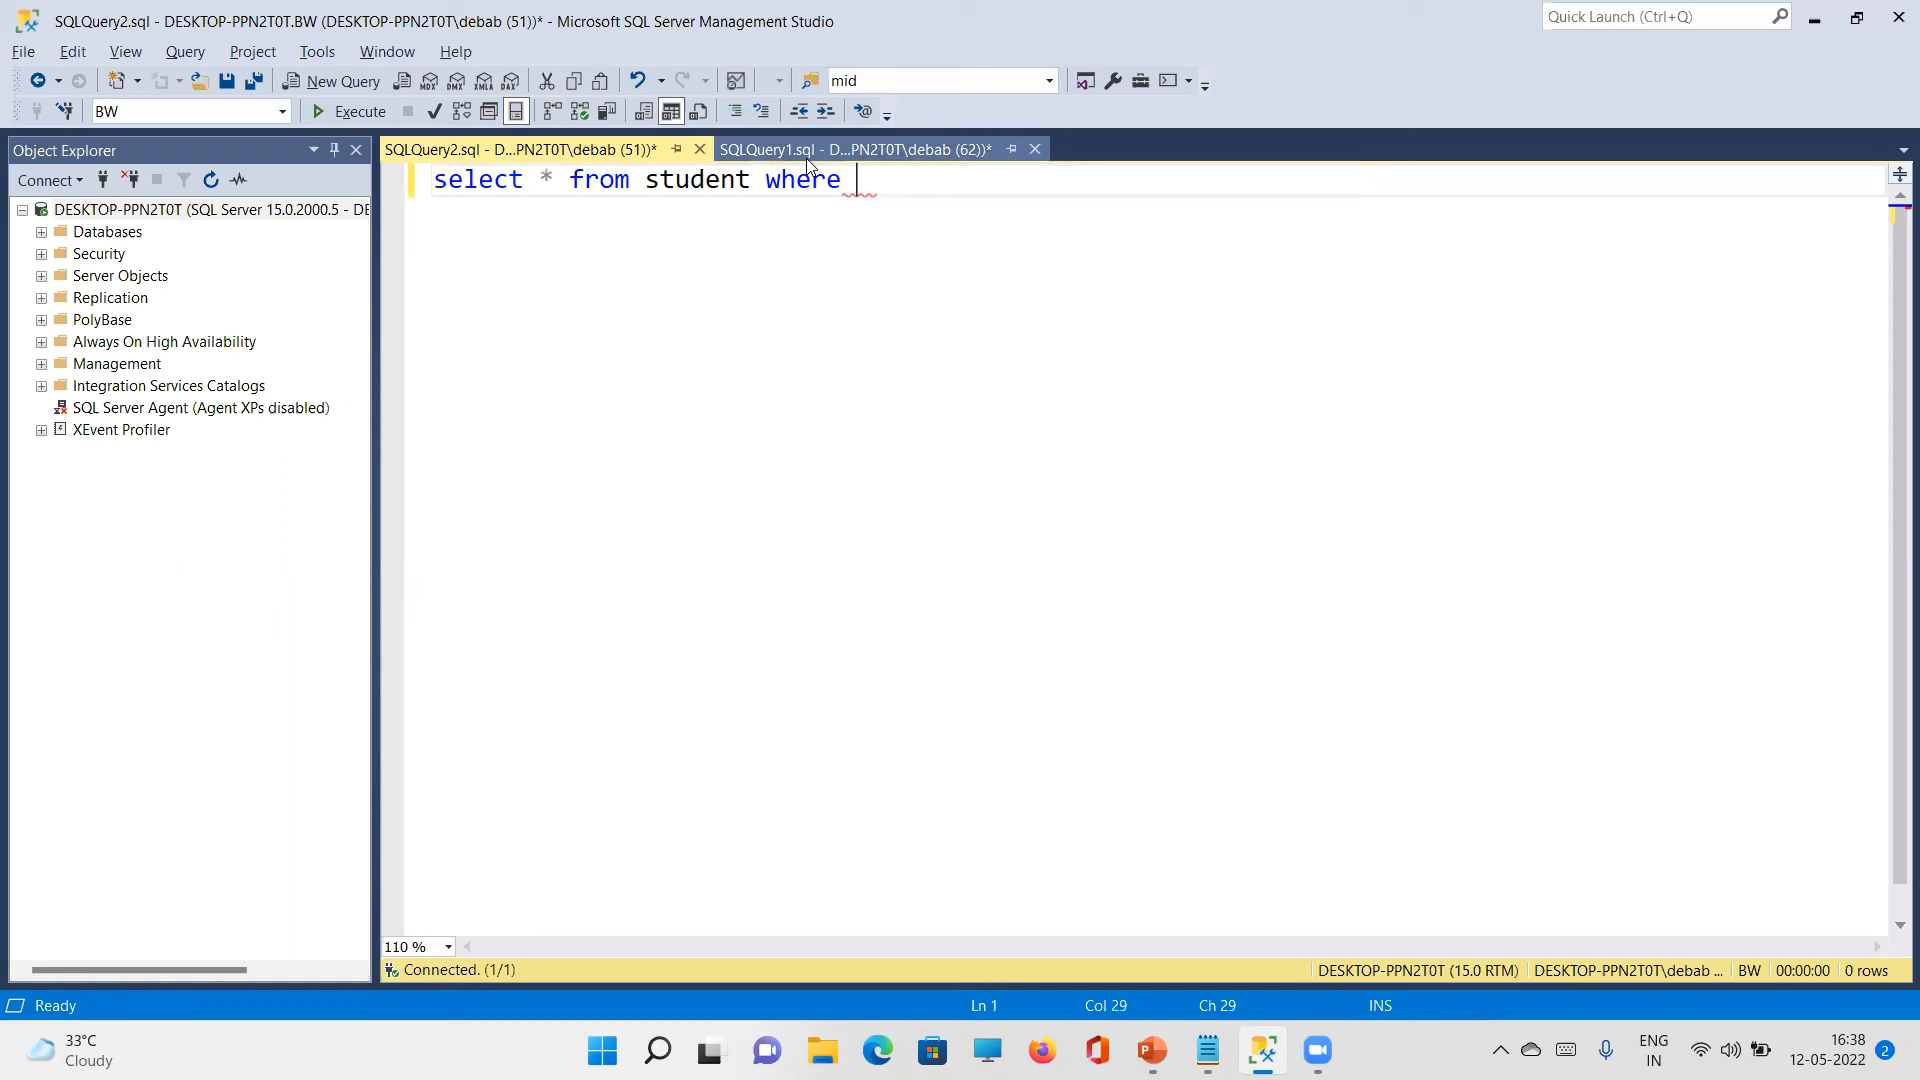 SQLQuery2.sql - DESKTOP-PPN2T0T.BW (DESKTOP-PPN2T0T\debab (51))* - Microsoft SQL Server Management Studio
Quick Launch (Ctrl+Q)
File Edit View Query Project Tools Window Help
New Query MDX DMX XMLA DAX mid
BW Execute
Object Explorer
SQLQuery2.sql - D...PN2T0T\debab (51))* SQLQuery1.sql - D...PN2T0T\debab (62))*
Connect
select * from student where
DESKTOP-PPN2T0T (SQL Server 15.0.2000.5 - DE
Databases
Security
Server Objects
Replication
PolyBase
Always On High Availability
Management
Integration Services Catalogs
SQL Server Agent (Agent XPs disabled)
XEvent Profiler
110 %
Connected. (1/1) DESKTOP-PPN2T0T (15.0 RTM) DESKTOP-PPN2T0T\debab ... BW 00:00:00 0 rows
Ready Ln 1 Col 29 Ch 29 INS
33°C
Cloudy
ENG
IN
16:38
12-05-2022
2